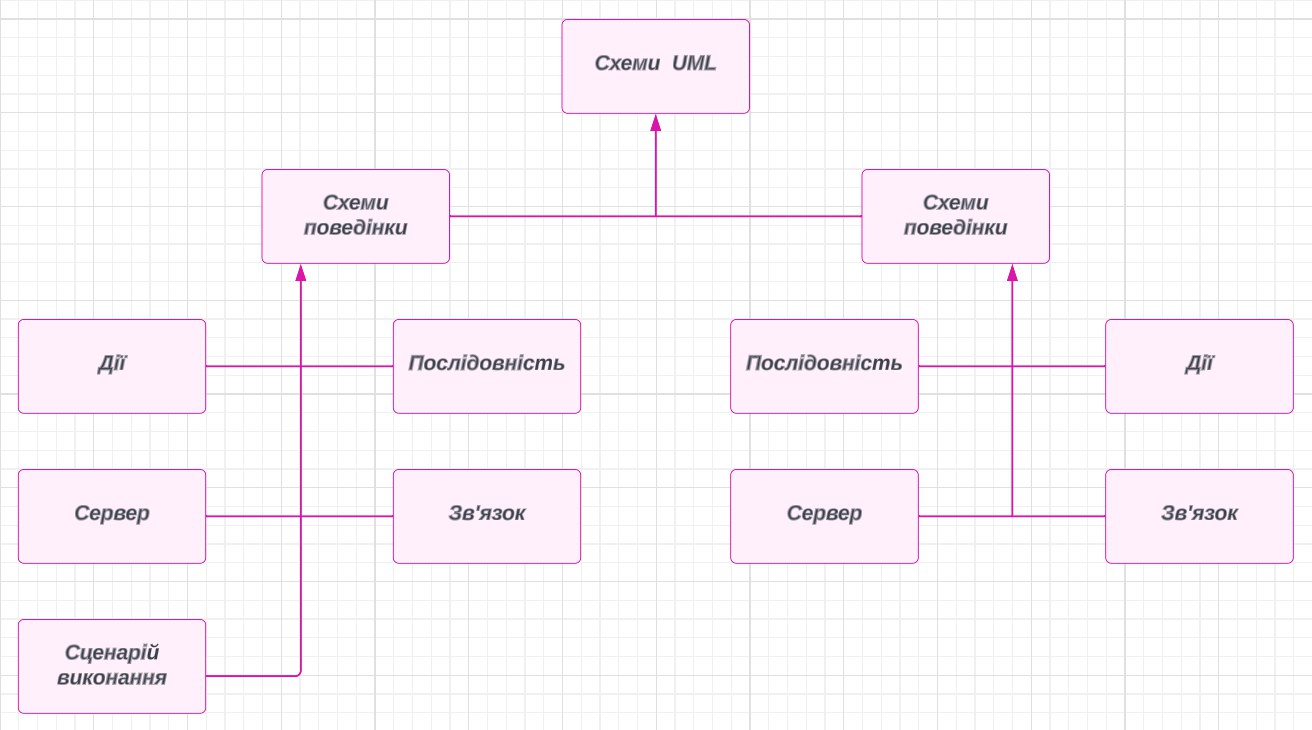 Схеми UML
Схеми
поведінки
Схеми
поведінки
Дії
Послідовність
Послідовність
Дії
Сервер
Зв'язок
Сервер
Зв'язок
Сценарій
виконання